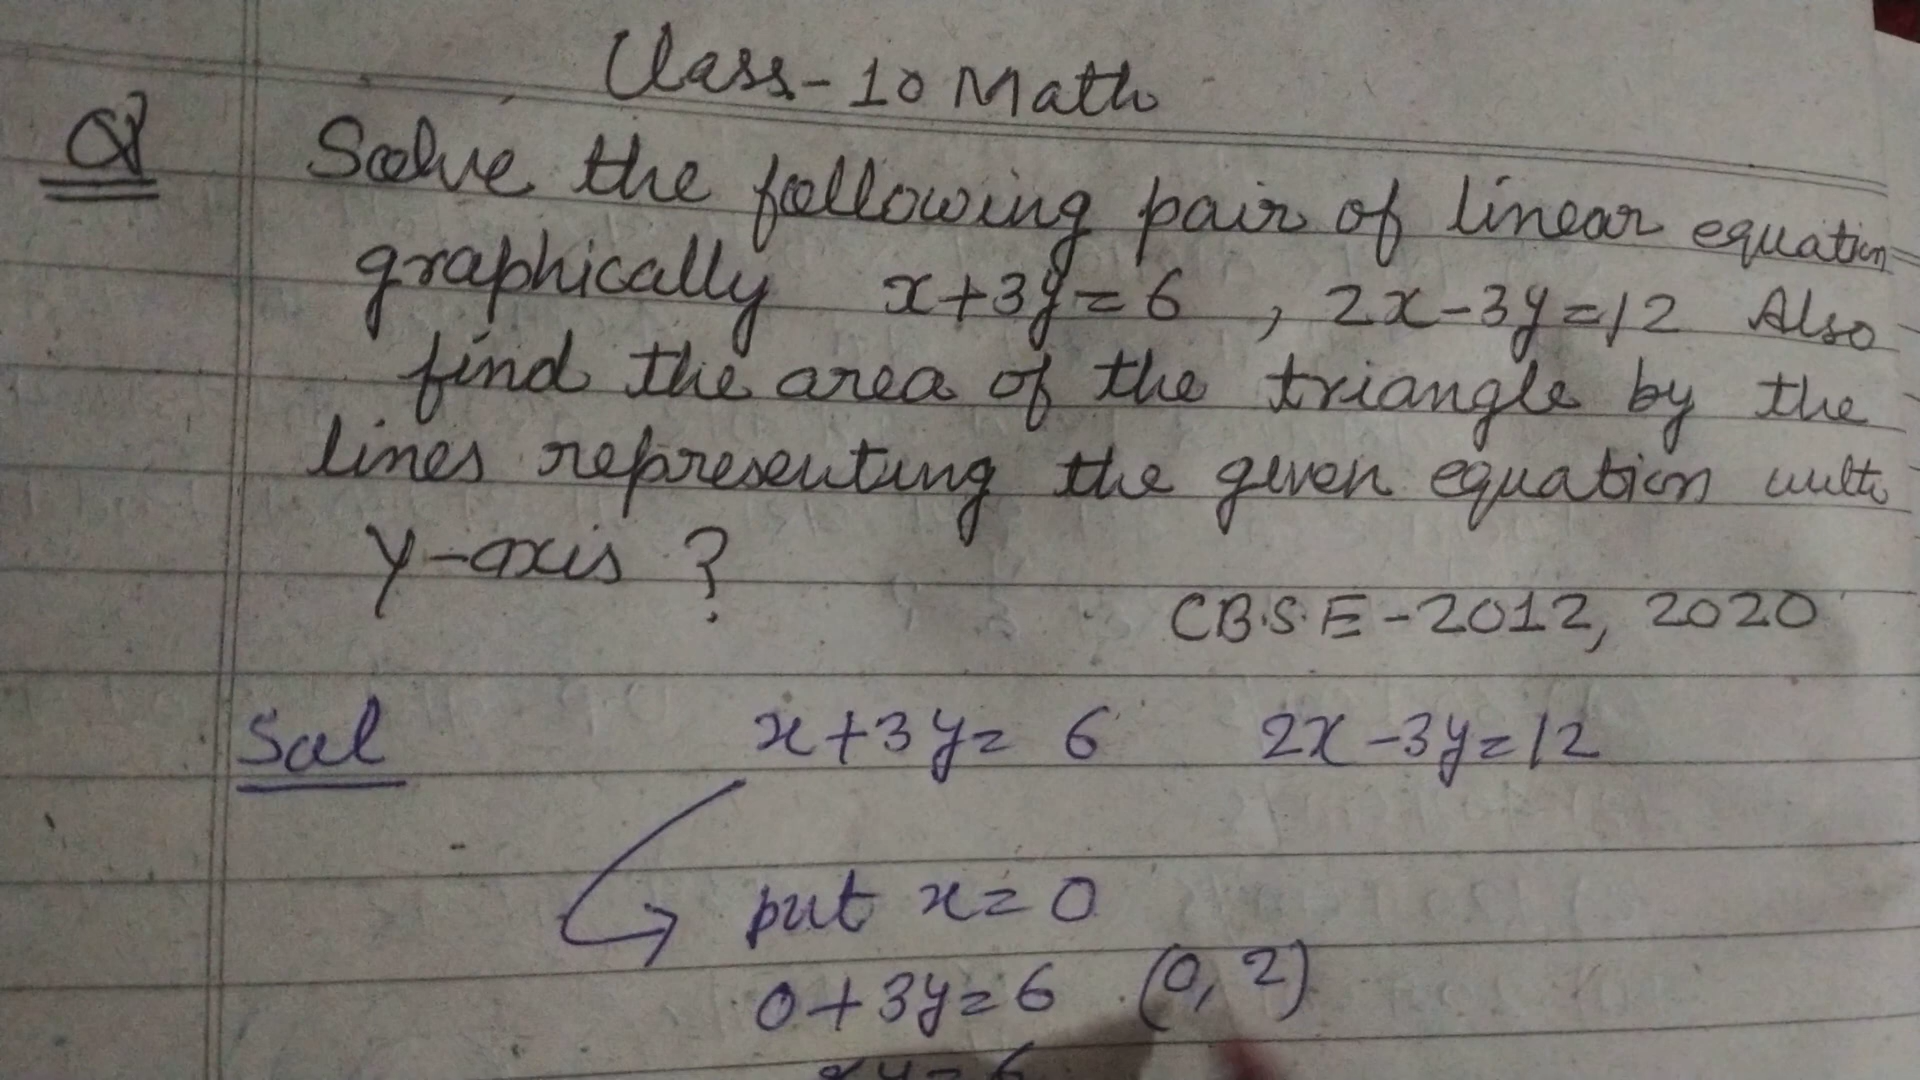 Class-10 Math
Q Solve the following pair of linear equation
graphically x+3y=6 , 2x-3y=12 Also
find the area of the triangle by the
lines representing the given equation with
y-axis ?
CB.S.E-2012, 2020
Sol x+3y=6 2x-3y=12
put x=0
0+3y=6 (0, 2)